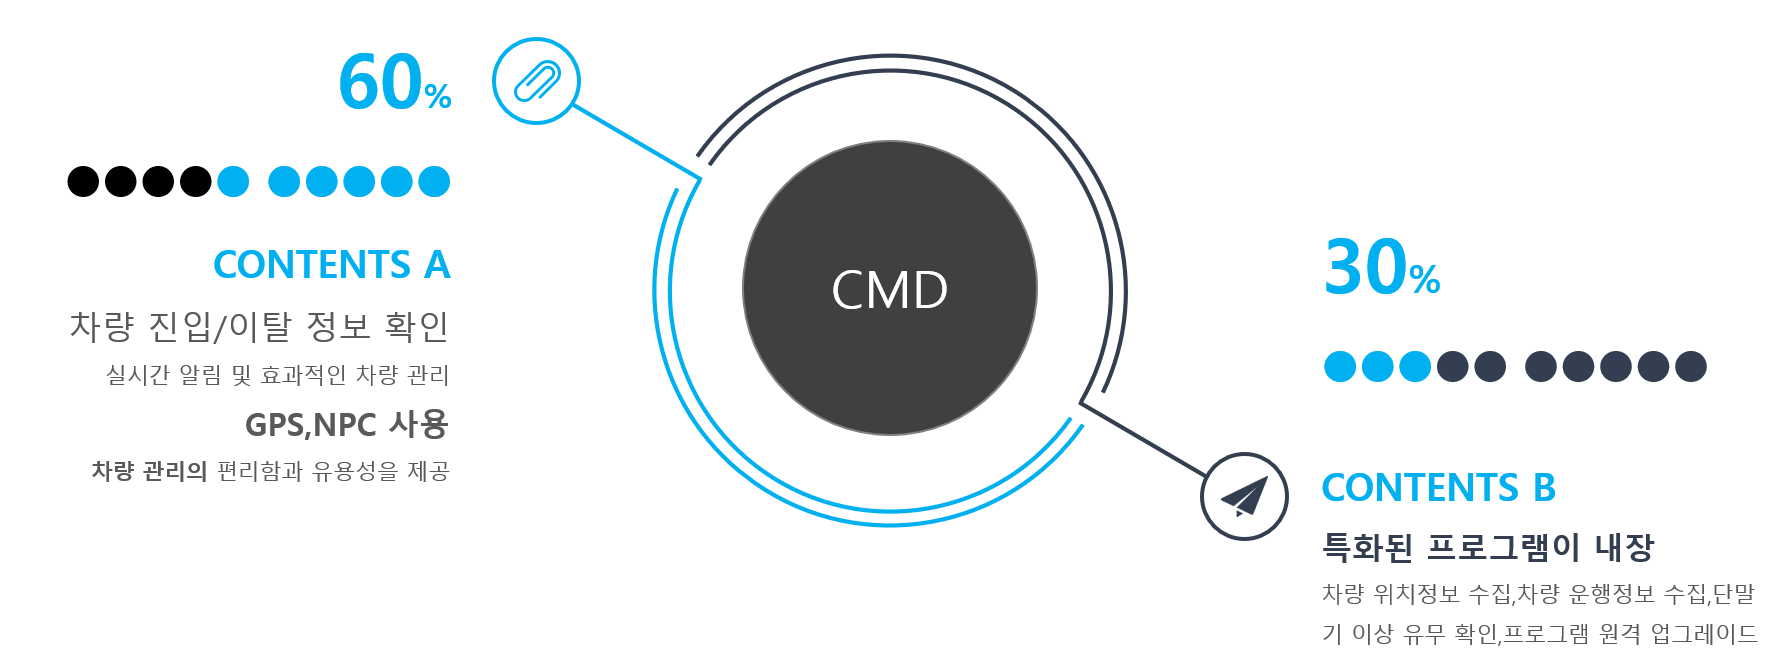 60%
CONTENTS A
차량 진입/이탈 정보 확인
실시간 알림 및 효과적인 차량 관리
GPS,NPC 사용
차량 관리의 편리함과 유용성을 제공
CMD
30%
CONTENTS B
특화된 프로그램이 내장
차량 위치정보 수집,차량 운행정보 수집,단말
기 이상 유무 확인,프로그램 원격 업그레이드